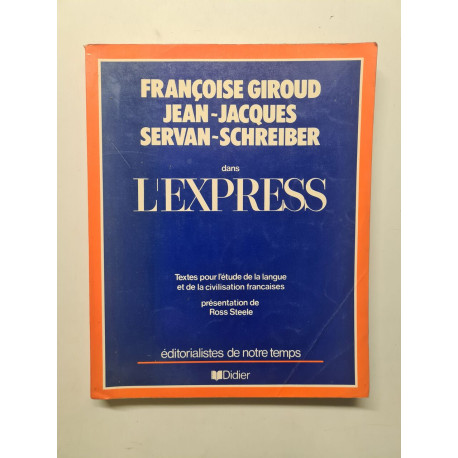 FRANÇOISE GIROUD
JEAN-JACQUES
SERVAN-SCHREIBER
dans
L'EXPRESS
Textes pour l'étude de la langue
et de la civilisation francaises
présentation de
Ross Steele
éditorialistes de notre temps
Didier